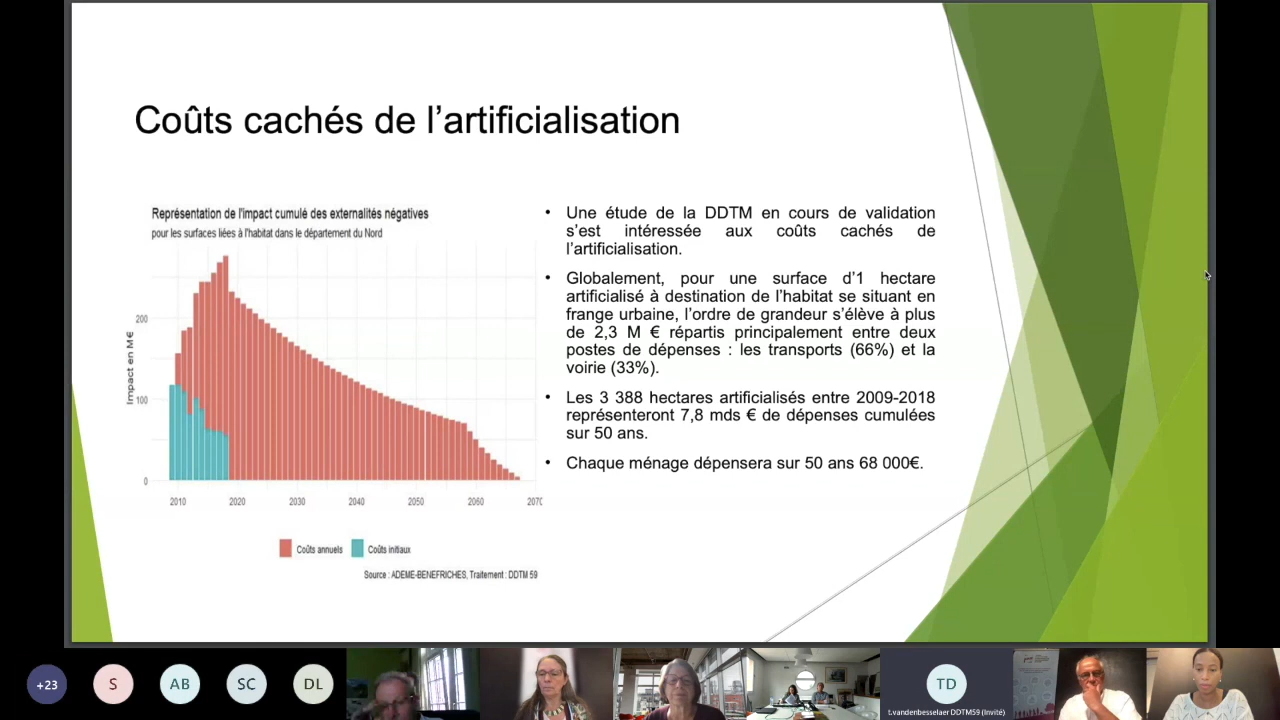 Coûts cachés de l’artificialisation
Représentation de l'impact cumulé des externalités négatives
pour les surfaces liées à l'habitat dans le département du Nord
Impact en M€
200
100
0
2010
2020
2030
2040
2050
2060
2070
Coûts annuels
Coûts initiaux
Source : ADEME-BENEFRICHES, Traitement : DDTM 59
• Une étude de la DDTM en cours de validation
s’est intéressée aux coûts cachés de
l’artificialisation.
• Globalement, pour une surface d’1 hectare
artificialisé à destination de l’habitat se situant en
frange urbaine, l’ordre de grandeur s’élève à plus
de 2,3 M € répartis principalement entre deux
postes de dépenses : les transports (66%) et la
voirie (33%).
• Les 3 388 hectares artificialisés entre 2009-2018
représenteront 7,8 mds € de dépenses cumulées
sur 50 ans.
• Chaque ménage dépensera sur 50 ans 68 000€.
+23
S
AB
SC
DL
TD
t.vandenbesselaer DDTM59 (Invité)